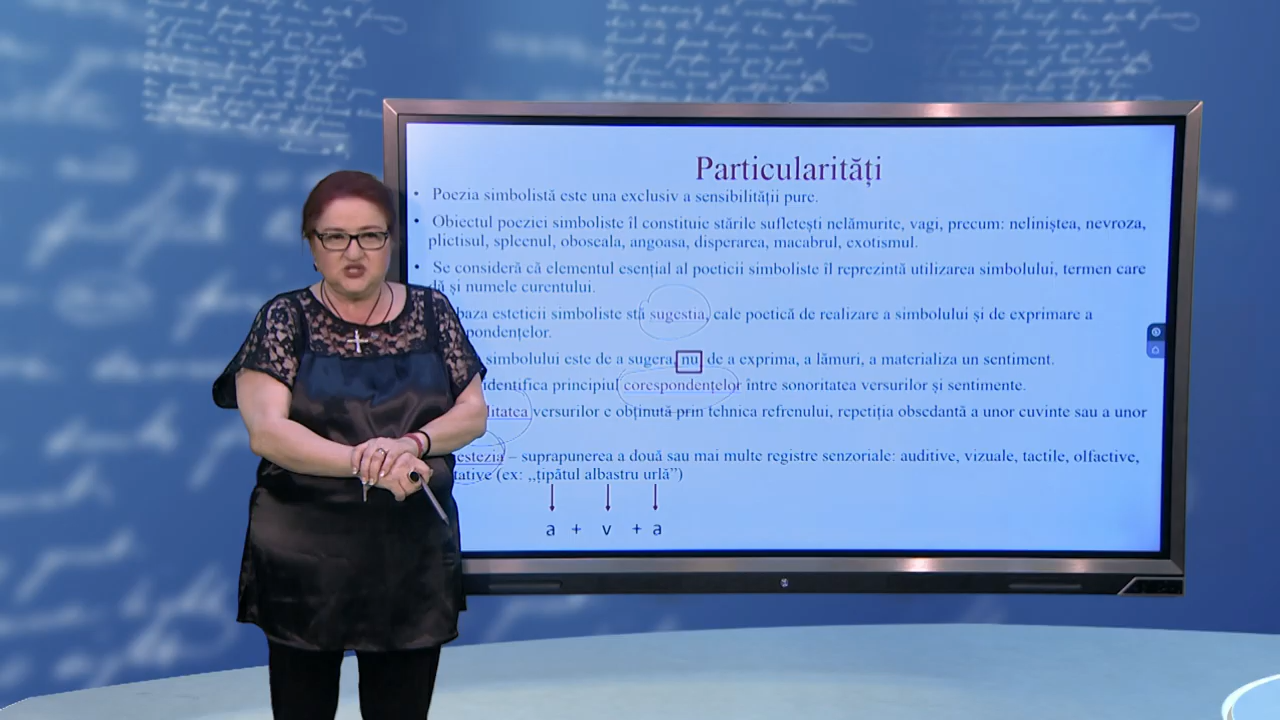 Particularități
• Poezia simbolistă este una exclusiv a sensibilității pure.
• Obiectul poeziei simboliste îl constituie stările sufletești nelămurite, vagi, precum: neliniștea, nevroza,
plictisul, spleenul, oboseala, angoasa, disperarea, macabrul, exotismul.
• Se consideră că elementul esențial al poeticii simboliste îl reprezintă utilizarea simbolului, termen care
dă și numele curentului.
baza esteticii simboliste stă sugestia, cale poetică de realizare a simbolului și de exprimare a
pondențelor.
simbolului este de a sugera, nu de a exprima, a lămuri, a materializa un sentiment.
identifica principiul corespondențelor între sonoritatea versurilor și sentimente.
litatea versurilor e obținută prin tehnica refrenului, repetiția obsedantă a unor cuvinte sau a unor
estezia – suprapunerea a două sau mai multe registre senzoriale: auditive, vizuale, tactile, olfactive,
tative (ex: ,,țipătul albastru urlă”)
a + v + a